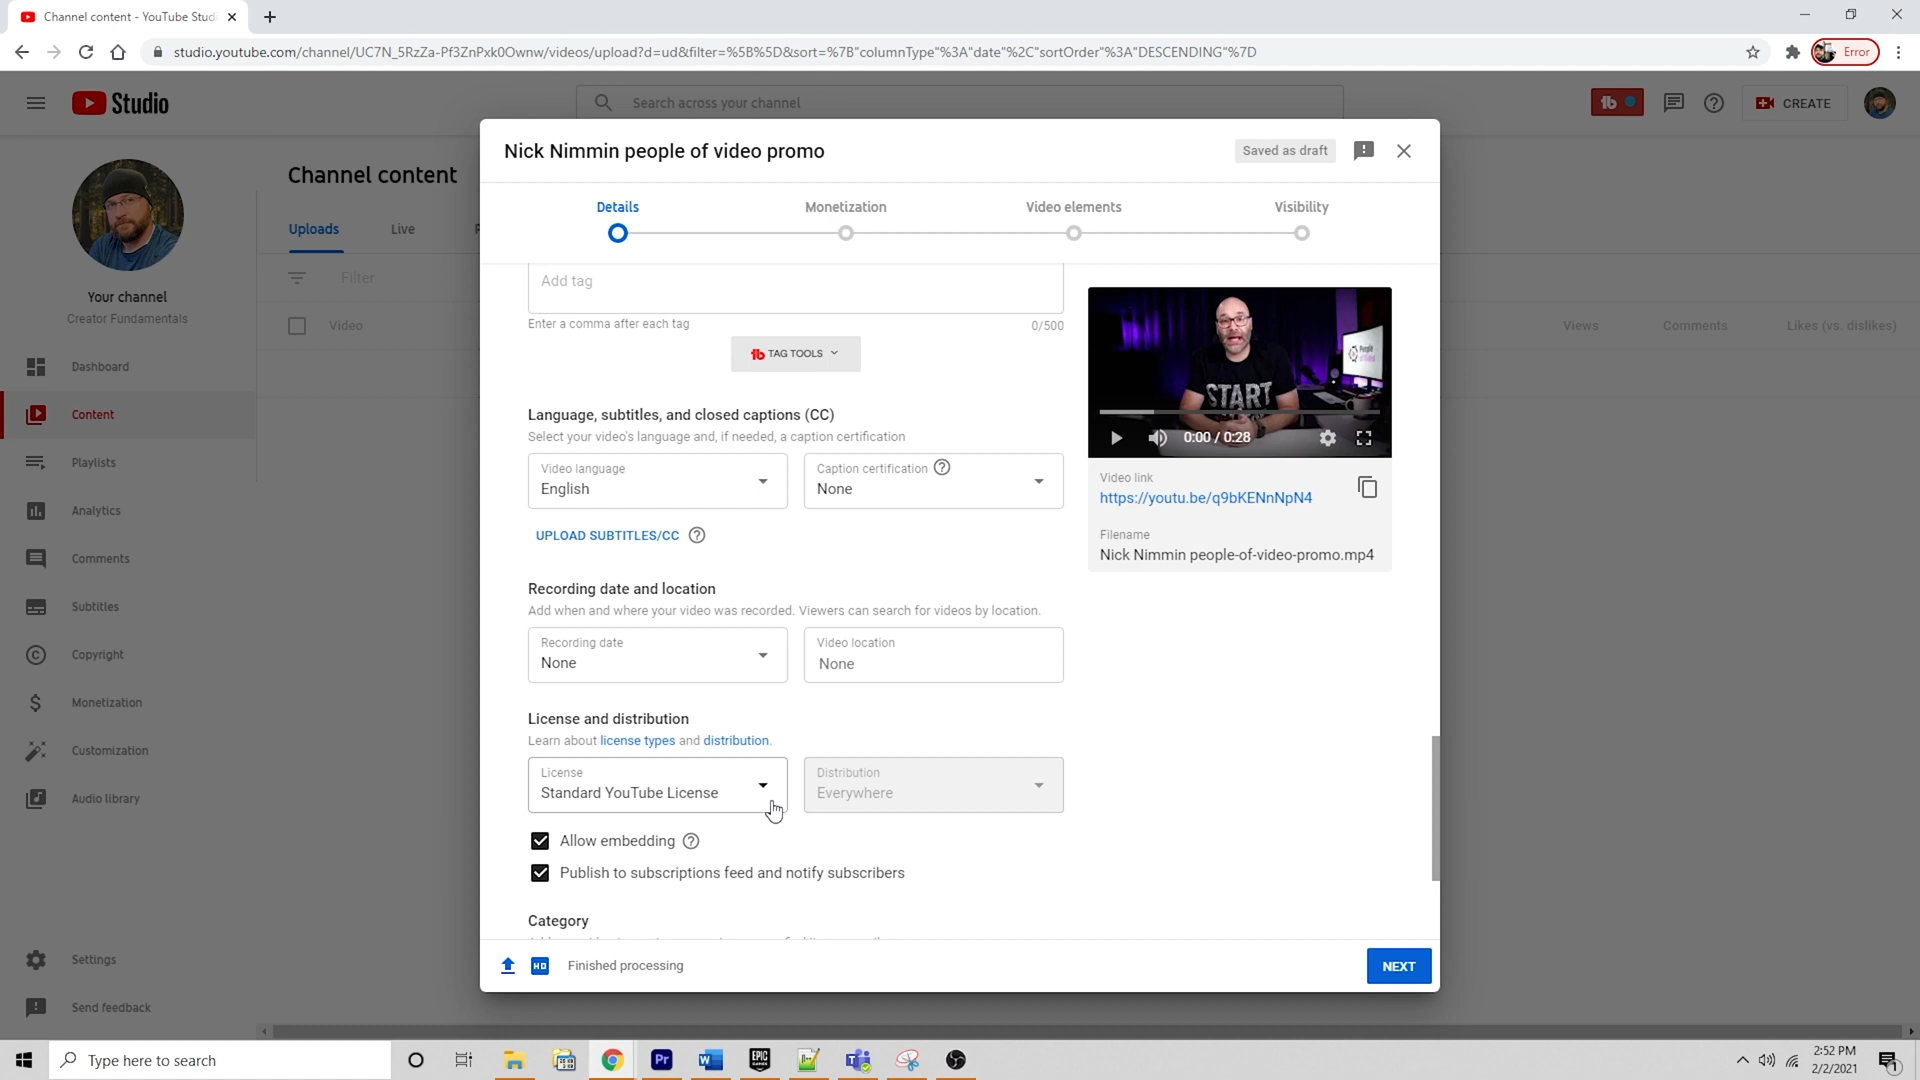 Channel content - YouTube Studi
studio.youtube.com/channel/UC7N_5RzZa-Pf3ZnPxk0Ownw/videos/upload?d=ud&filter=%5B%5D&sort=%7B"columnType"%3A"date"%2C"sortOrder"%3A"DESCENDING"%7D
Error
Studio
Search across your channel
CREATE
Your channel
Creator Fundamentals
Dashboard
Content
Playlists
Analytics
Comments
Subtitles
Copyright
Monetization
Customization
Audio library
Settings
Send feedback
Channel content
Uploads
Live
Filter
Video
Views
Comments
Likes (vs. dislikes)
Nick Nimmin people of video promo
Saved as draft
Details
Monetization
Video elements
Visibility
Add tag
Enter a comma after each tag
0/500
tb TAG TOOLS
Language, subtitles, and closed captions (CC)
Select your video's language and, if needed, a caption certification
Video language
English
Caption certification
None
UPLOAD SUBTITLES/CC
Recording date and location
Add when and where your video was recorded. Viewers can search for videos by location.
Recording date
None
Video location
None
License and distribution
Learn about license types and distribution.
License
Standard YouTube License
Distribution
Everywhere
Allow embedding
Publish to subscriptions feed and notify subscribers
Category
HD
Finished processing
NEXT
START
People of Video
0:00 / 0:28
Video link
https://youtu.be/q9bKENnNpN4
Filename
Nick Nimmin people-of-video-promo.mp4
Type here to search
Pr
EPIC
2:52 PM
2/2/2021